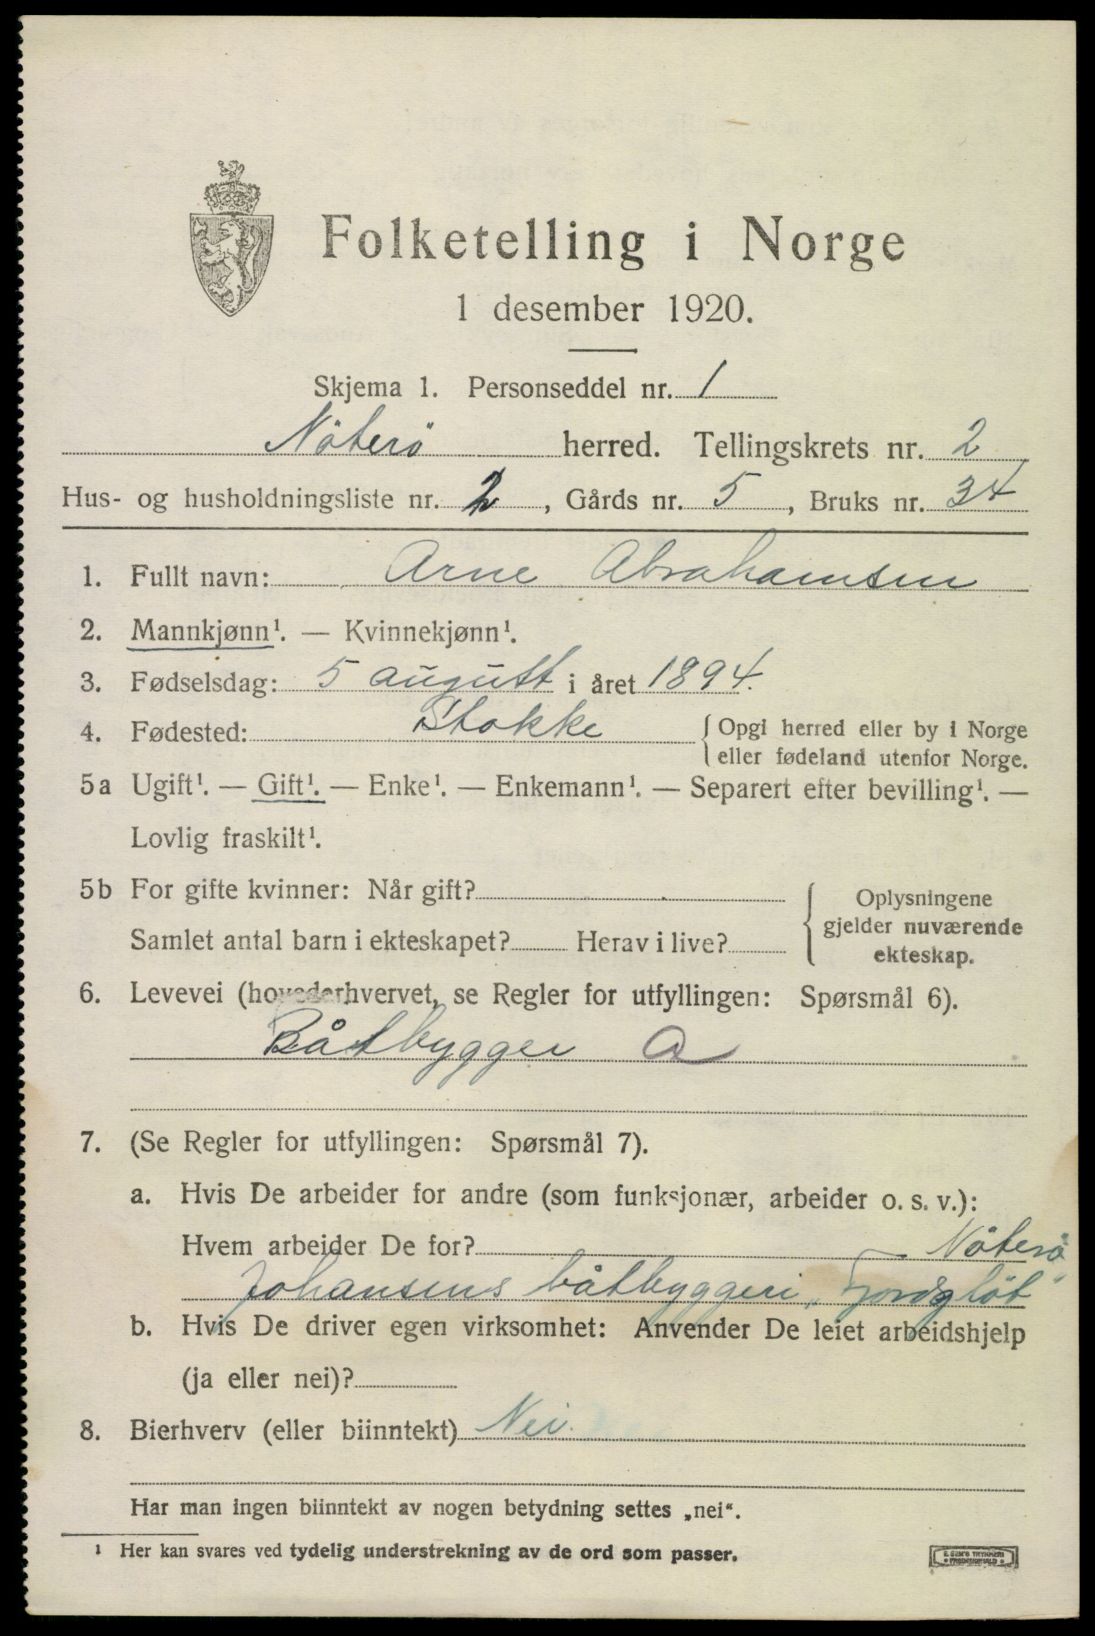 Folketelling i Norge
1 desember 1920.
Skjema 1. Personseddel nr. 1
Nöterö herred. Tellingskrets nr. 2
Hus- og husholdningsliste nr. 2, Gårds nr. 5, Bruks nr. 34
1. Fullt navn: Arne Abrahamsen
2. Mannkjønn¹. — Kvinnekjønn¹.
3. Fødselsdag: 5 august i året 1894.
4. Fødested: Stokke { Opgi herred eller by i Norge
eller fødeland utenfor Norge.
5a Ugift¹. — Gift¹. — Enke¹. — Enkemann¹. — Separert efter bevilling¹. —
Lovlig fraskilt¹.
5b For gifte kvinner: Når gift?
Samlet antal barn i ekteskapet? Herav i live?
Oplysningene
gjelder nuværende
ekteskap.
6. Levevei (hovederhvervet, se Regler for utfyllingen: Spørsmål 6).
Båtbygger a
7. (Se Regler for utfyllingen: Spørsmål 7).
a. Hvis De arbeider for andre (som funksjonær, arbeider o. s. v.):
Hvem arbeider De for? Nöterö
Johansens båtbyggeri
b. Hvis De driver egen virksomhet: Anvender De leiet arbeidshjelp
(ja eller nei)?
8. Bierhverv (eller biinntekt) Nei.
Har man ingen biinntekt av nogen betydning settes „nei“.
¹ Her kan svares ved tydelig understrekning av de ord som passer.